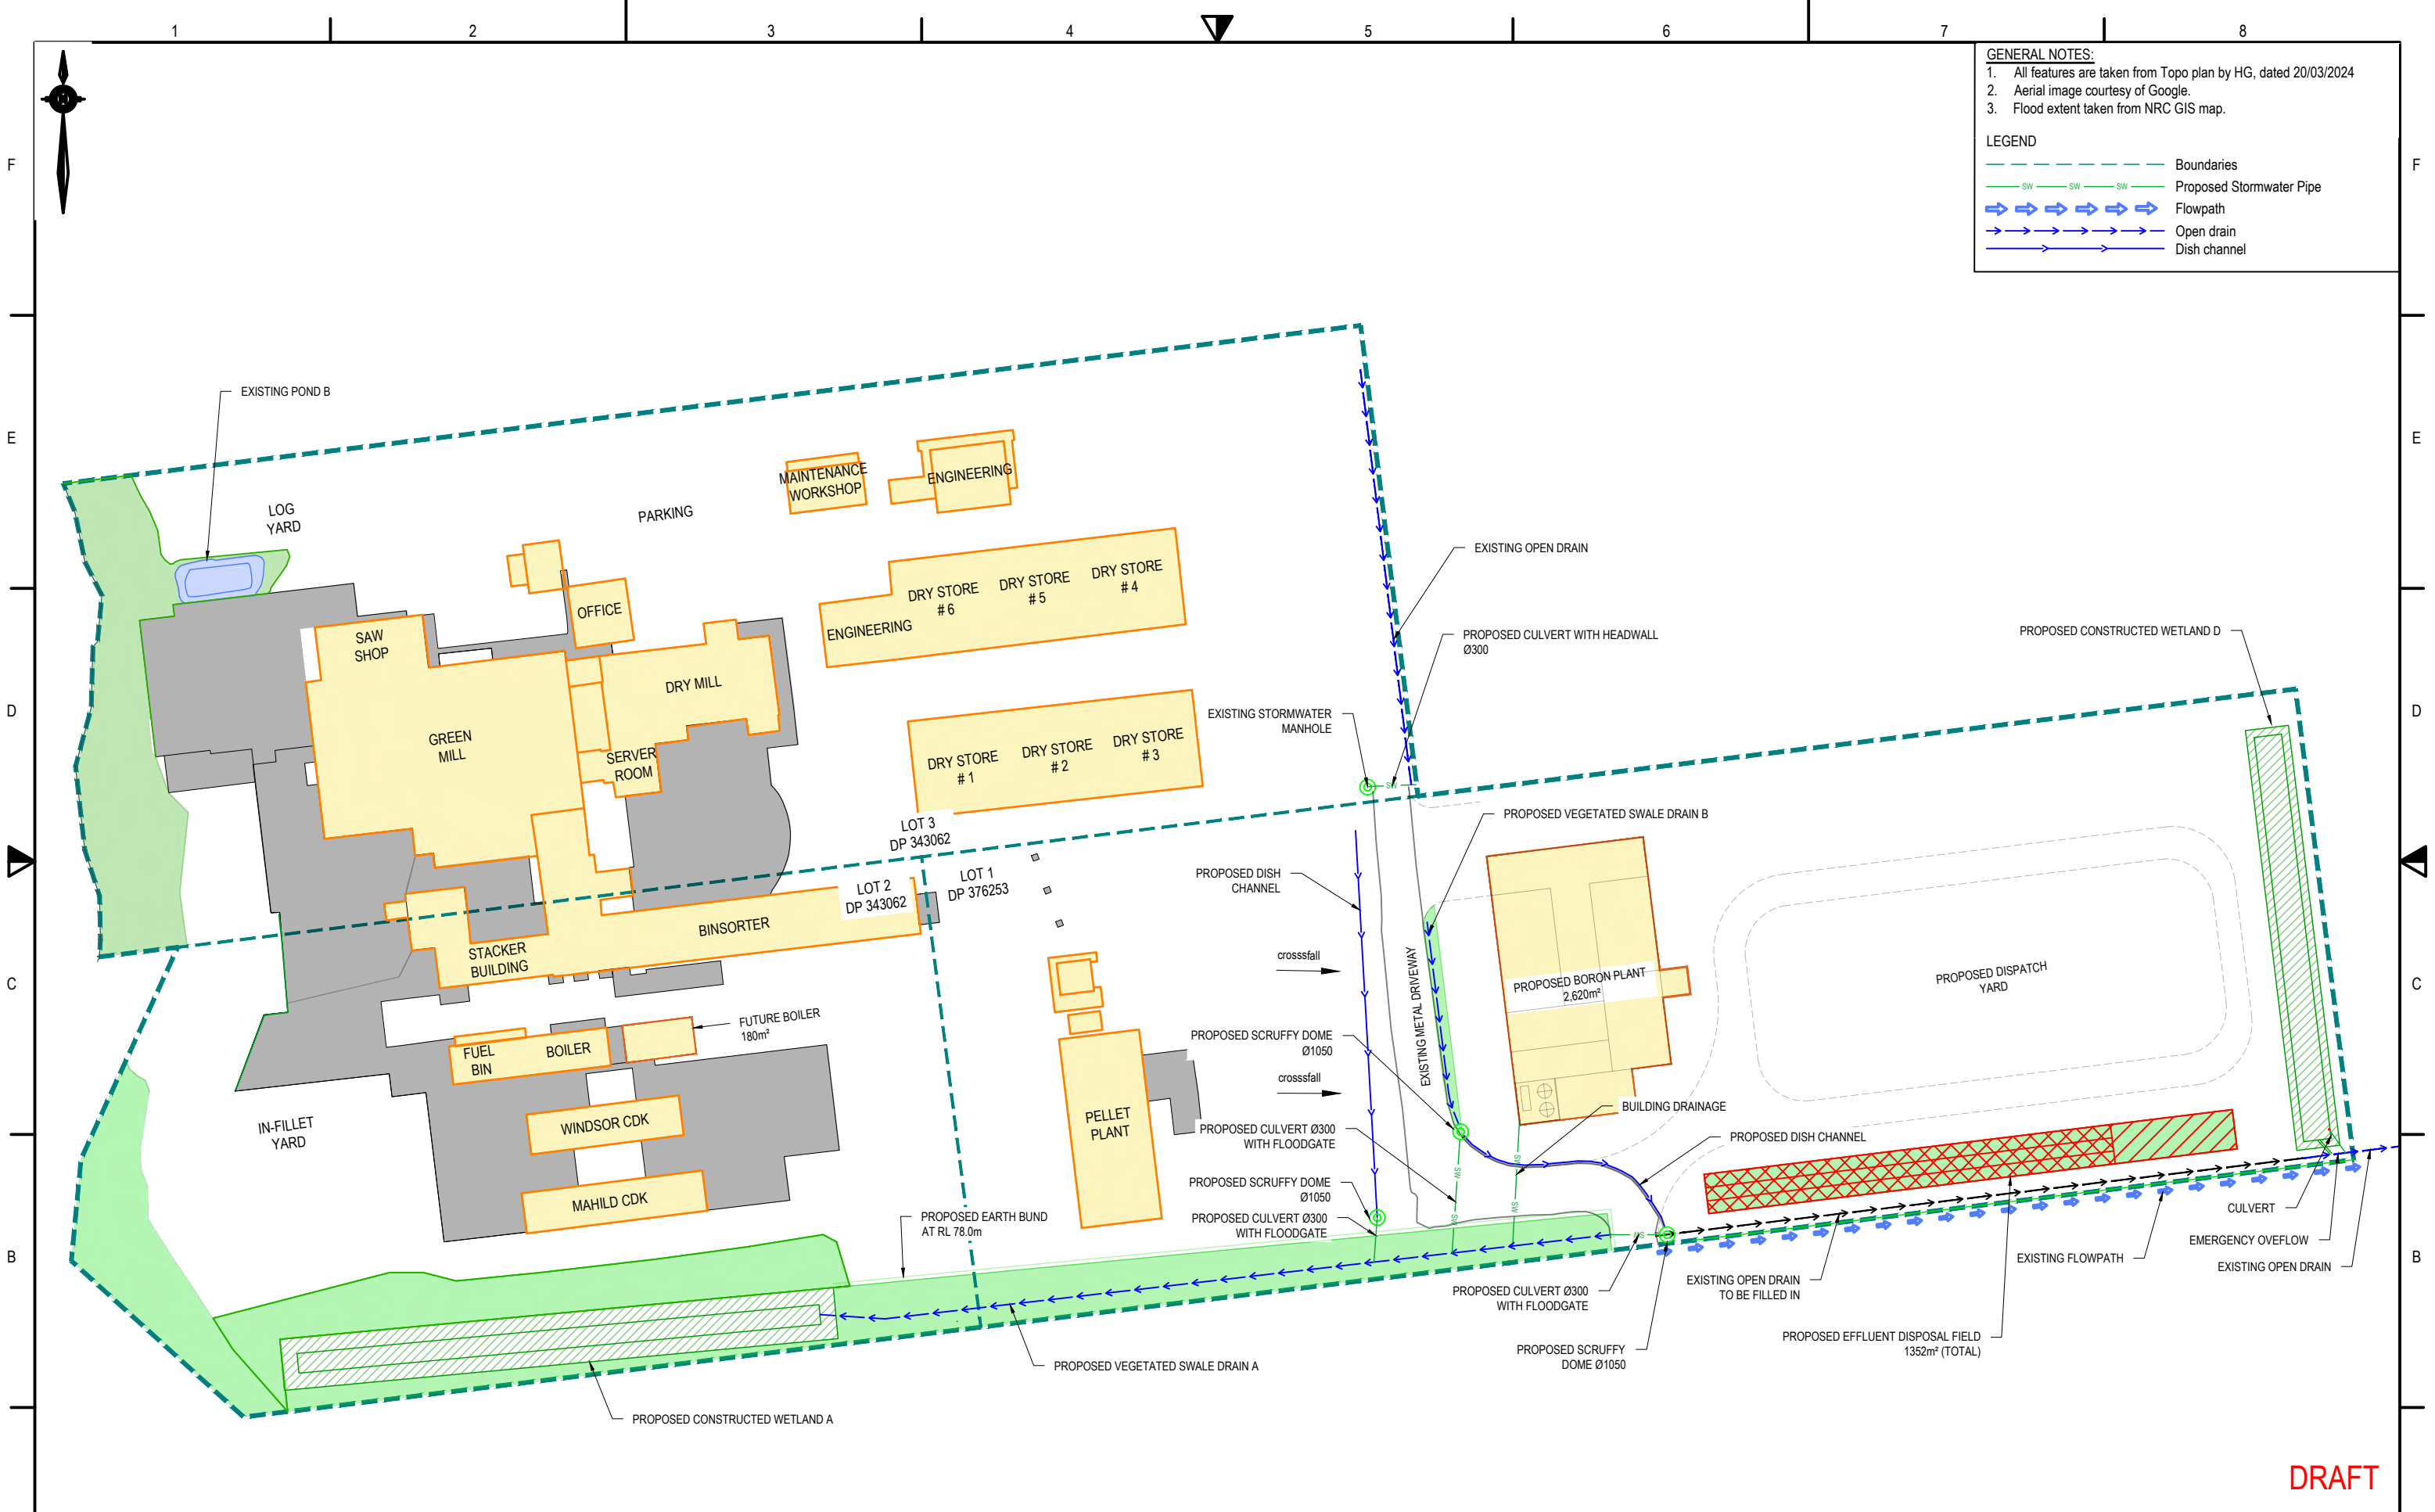 1 2 3 4 5 6 7 8
GENERAL NOTES:
1. All features are taken from Topo plan by HG, dated 20/03/2024
2. Aerial image courtesy of Google.
3. Flood extent taken from NRC GIS map.
LEGEND
Boundaries
SW SW SW Proposed Stormwater Pipe
Flowpath
Open drain
Dish channel
F F
EXISTING POND B
E E
LOG
YARD
PARKING
MAINTENANCE
WORKSHOP
ENGINEERING
EXISTING OPEN DRAIN
OFFICE
ENGINEERING
DRY STORE
# 6
DRY STORE
# 5
DRY STORE
# 4
PROPOSED CULVERT WITH HEADWALL
Ø300
PROPOSED CONSTRUCTED WETLAND D
SAW
SHOP
DRY MILL
D D
GREEN
MILL
SERVER
ROOM
DRY STORE
# 1
DRY STORE
# 2
DRY STORE
# 3
EXISTING STORMWATER
MANHOLE
SW
PROPOSED VEGETATED SWALE DRAIN B
LOT 3
DP 343062
LOT 2
DP 343062
LOT 1
DP 376253
PROPOSED DISH
CHANNEL
BINSORTER
STACKER
BUILDING
crosssfall
C C
EXISTING METAL DRIVEWAY
PROPOSED BORON PLANT
2,620m²
PROPOSED DISPATCH
YARD
FUTURE BOILER
180m²
FUEL
BIN
BOILER
PROPOSED SCRUFFY DOME
Ø1050
crosssfall
WINDSOR CDK
IN-FILLET
YARD
PELLET
PLANT
BUILDING DRAINAGE
PROPOSED CULVERT Ø300
WITH FLOODGATE
PROPOSED DISH CHANNEL
SW
SW
SW
SW
MAHILD CDK
PROPOSED SCRUFFY DOME
Ø1050
PROPOSED CULVERT Ø300
WITH FLOODGATE
PROPOSED EARTH BUND
AT RL 78.0m
SW
CULVERT
EMERGENCY OVEFLOW
EXISTING FLOWPATH
EXISTING OPEN DRAIN
B B
EXISTING OPEN DRAIN
TO BE FILLED IN
PROPOSED CULVERT Ø300
WITH FLOODGATE
PROPOSED EFFLUENT DISPOSAL FIELD
1352m² (TOTAL)
PROPOSED SCRUFFY
DOME Ø1050
PROPOSED VEGETATED SWALE DRAIN A
PROPOSED CONSTRUCTED WETLAND A
DRAFT